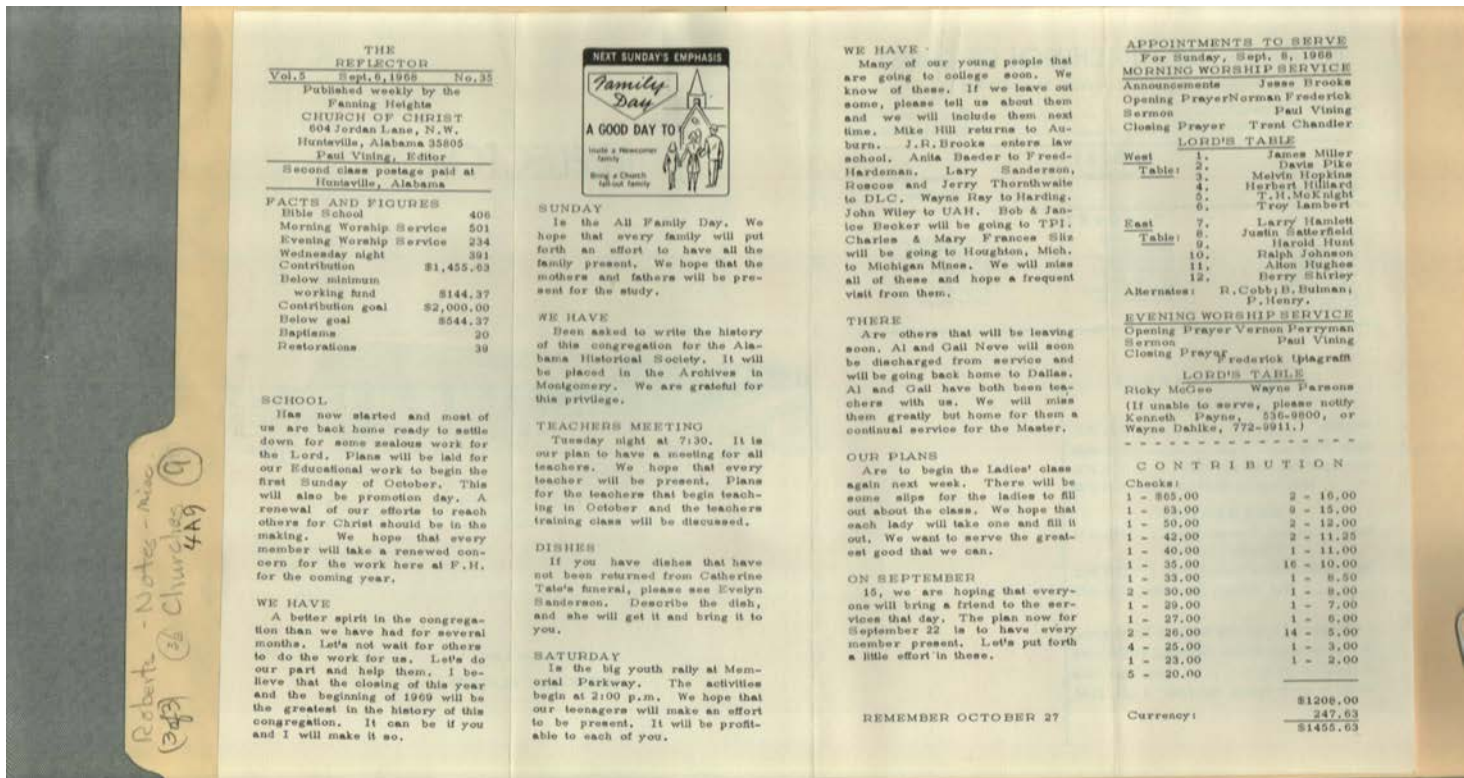 Roberts - Notes - misc
(3 of 3) (36) Churches (9)
4A9
THE
REFLECTOR
Vol.5 Sept.6,1968 No.35
Published weekly by the
Fanning Heights
CHURCH OF CHRIST
604 Jordan Lane, N.W.
Huntsville, Alabama 35805
Paul Vining, Editor
Second class postage paid at
Huntsville, Alabama
FACTS AND FIGURES
Bible School 406
Morning Worship Service 501
Evening Worship Service 234
Wednesday night 391
Contribution $1,455.63
Below minimum
working fund $144.37
Contribution goal $2,000.00
Below goal $544.37
Baptisms 20
Restorations 39
SCHOOL
Has now started and most of
us are back home ready to settle
down for some zealous work for
the Lord. Plans will be laid for
our Educational work to begin the
first Sunday of October. This
will also be promotion day. A
renewal of our efforts to reach
others for Christ should be in the
making. We hope that every
member will take a renewed con-
cern for the work here at F.H.
for the coming year.
WE HAVE
A better spirit in the congrega-
tion than we have had for several
months. Let's not wait for others
to do the work for us. Let's do
our part and help them. I be-
lieve that the closing of this year
and the beginning of 1969 will be
the greatest in the history of this
congregation. It can be if you
and I will make it so.
NEXT SUNDAY'S EMPHASIS
Family
Day
A GOOD DAY TO
Invite a Newcomer
family
Bring a Church
fall-out family
SUNDAY
Is the All Family Day. We
hope that every family will put
forth an effort to have all the
family present. We hope that the
mothers and fathers will be pre-
sent for the study.
WE HAVE
Been asked to write the history
of this congregation for the Ala-
bama Historical Society. It will
be placed in the Archives in
Montgomery. We are grateful for
this privilege.
TEACHERS MEETING
Tuesday night at 7:30. It is
our plan to have a meeting for all
teachers. We hope that every
teacher will be present. Plans
for the teachers that begin teach-
ing in October and the teachers
training class will be discussed.
DISHES
If you have dishes that have
not been returned from Catherine
Tate's funeral, please see Evelyn
Sanderson. Describe the dish,
and she will get it and bring it to
you.
SATURDAY
Is the big youth rally at Mem-
orial Parkway. The activities
begin at 2:00 p.m. We hope that
our teenagers will make an effort
to be present. It will be profit-
able to each of you.
WE HAVE
Many of our young people that
are going to college soon. We
know of these. If we leave out
some, please tell us about them
and we will include them next
time. Mike Hill returns to Au-
burn. J.R. Brooks enters law
school. Anita Baeder to Freed-
Hardeman. Lary Sanderson,
Roscoe and Jerry Thornthwaite
to DLC. Wayne Ray to Harding.
John Wiley to UAH. Bob & Jan-
ice Becker will be going to TPI.
Charles & Mary Frances Sliz
will be going to Houghton, Mich.
to Michigan Mines. We will miss
all of these and hope a frequent
visit from them.
THERE
Are others that will be leaving
soon. Al and Gail Neve will soon
be discharged from service and
will be going back home to Dallas.
Al and Gail have both been tea-
chers with us. We will miss
them greatly but home for them a
continual service for the Master.
OUR PLANS
Are to begin the Ladies' class
again next week. There will be
some slips for the ladies to fill
out about the class. We hope that
each lady will take one and fill it
out. We want to serve the great-
est good that we can.
ON SEPTEMBER
15, we are hoping that every-
one will bring a friend to the ser-
vices that day. The plan now for
September 22 is to have every
member present. Let's put forth
a little effort in these.
REMEMBER OCTOBER 27
APPOINTMENTS TO SERVE
For Sunday, Sept. 8, 1968
MORNING WORSHIP SERVICE
Announcements Jesse Brooks
Opening Prayer Norman Frederick
Sermon Paul Vining
Closing Prayer Trent Chandler
LORD'S TABLE
West 1. James Miller
Table: 2. Davis Pike
3. Melvin Hopkins
4. Herbert Hilliard
5. T.H.McKnight
6. Troy Lambert
East 7. Larry Hamlett
Table: 8. Justin Satterfield
9. Harold Hunt
10. Ralph Johnson
11. Alton Hughes
12. Berry Shirley
Alternates: R.Cobb; B.Bulman;
P.Henry.
EVENING WORSHIP SERVICE
Opening Prayer Vernon Perryman
Sermon Paul Vining
Closing Prayer Frederick Uptagrafft
LORD'S TABLE
Ricky McGee Wayne Parsons
(If unable to serve, please notify
Kenneth Payne, 536-9800, or
Wayne Dahlke, 772-9911.)
CONTRIBUTION
Checks:
1 - $65.00 2 - 16.00
1 - 63.00 9 - 15.00
1 - 50.00 2 - 12.00
1 - 42.00 2 - 11.25
1 - 40.00 1 - 11.00
1 - 35.00 16 - 10.00
1 - 33.00 1 - 8.50
2 - 30.00 1 - 8.00
1 - 29.00 1 - 7.00
1 - 27.00 1 - 6.00
2 - 26.00 14 - 5.00
4 - 25.00 1 - 3.00
1 - 23.00 1 - 2.00
5 - 20.00
$1208.00
Currency: 247.63
$1455.63